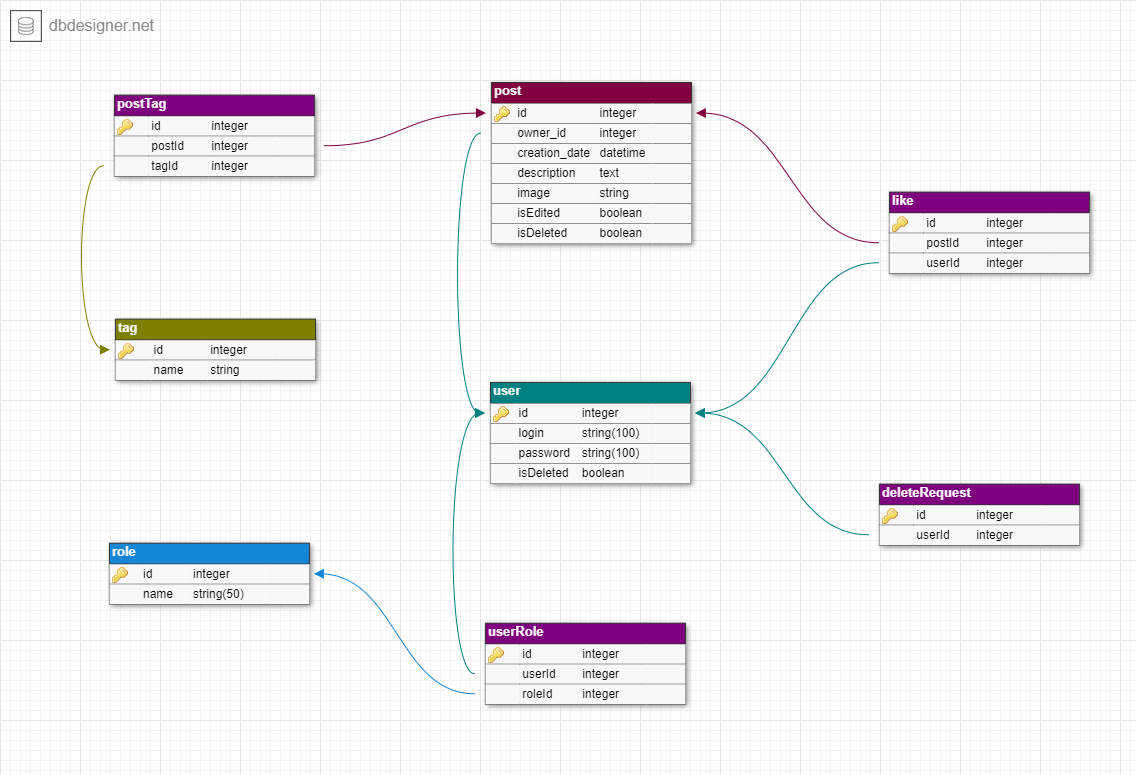 dbdesigner.net
postTag
id integer
postId integer
tagId integer
post
id integer
owner_id integer
creation_date datetime
description text
image string
isEdited boolean
isDeleted boolean
like
id integer
postId integer
userId integer
tag
id integer
name string
user
id integer
login string(100)
password string(100)
isDeleted boolean
deleteRequest
id integer
userId integer
role
id integer
name string(50)
userRole
id integer
userId integer
roleId integer